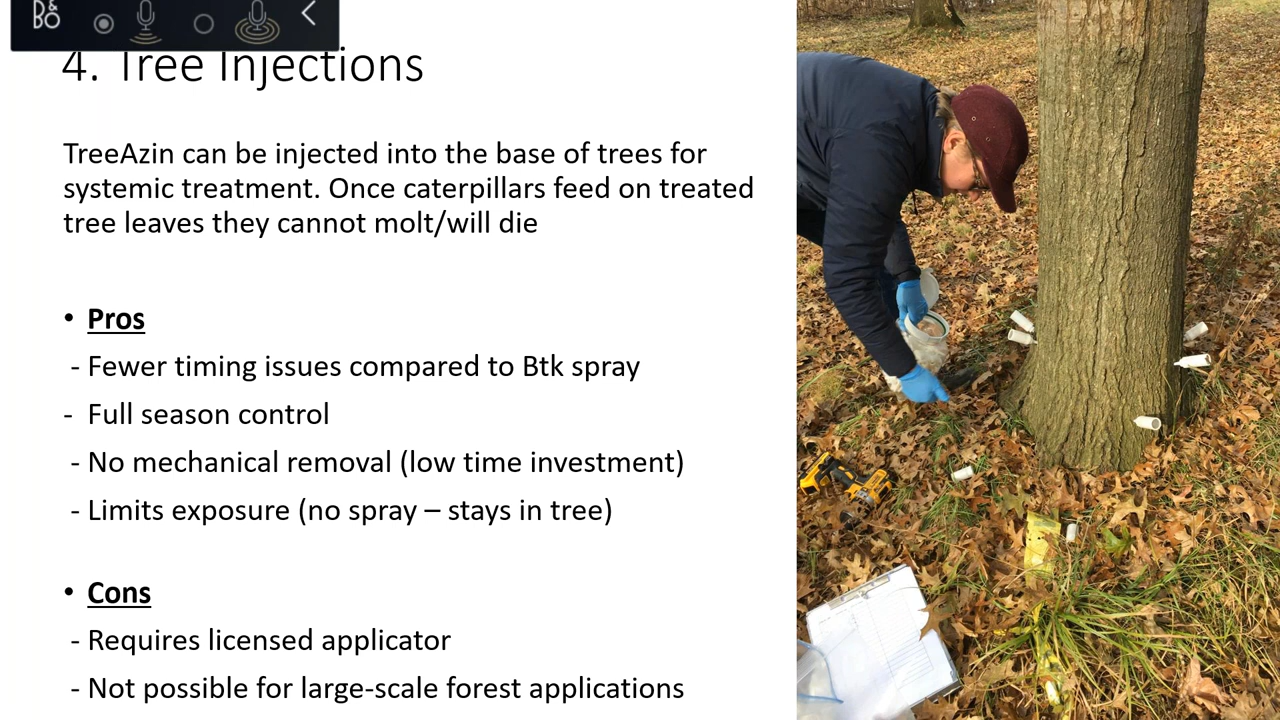 B&
O
4. Tree Injections
TreeAzin can be injected into the base of trees for
systemic treatment. Once caterpillars feed on treated
tree leaves they cannot molt/will die
• Pros
- Fewer timing issues compared to Btk spray
- Full season control
- No mechanical removal (low time investment)
- Limits exposure (no spray – stays in tree)
• Cons
- Requires licensed applicator
- Not possible for large-scale forest applications